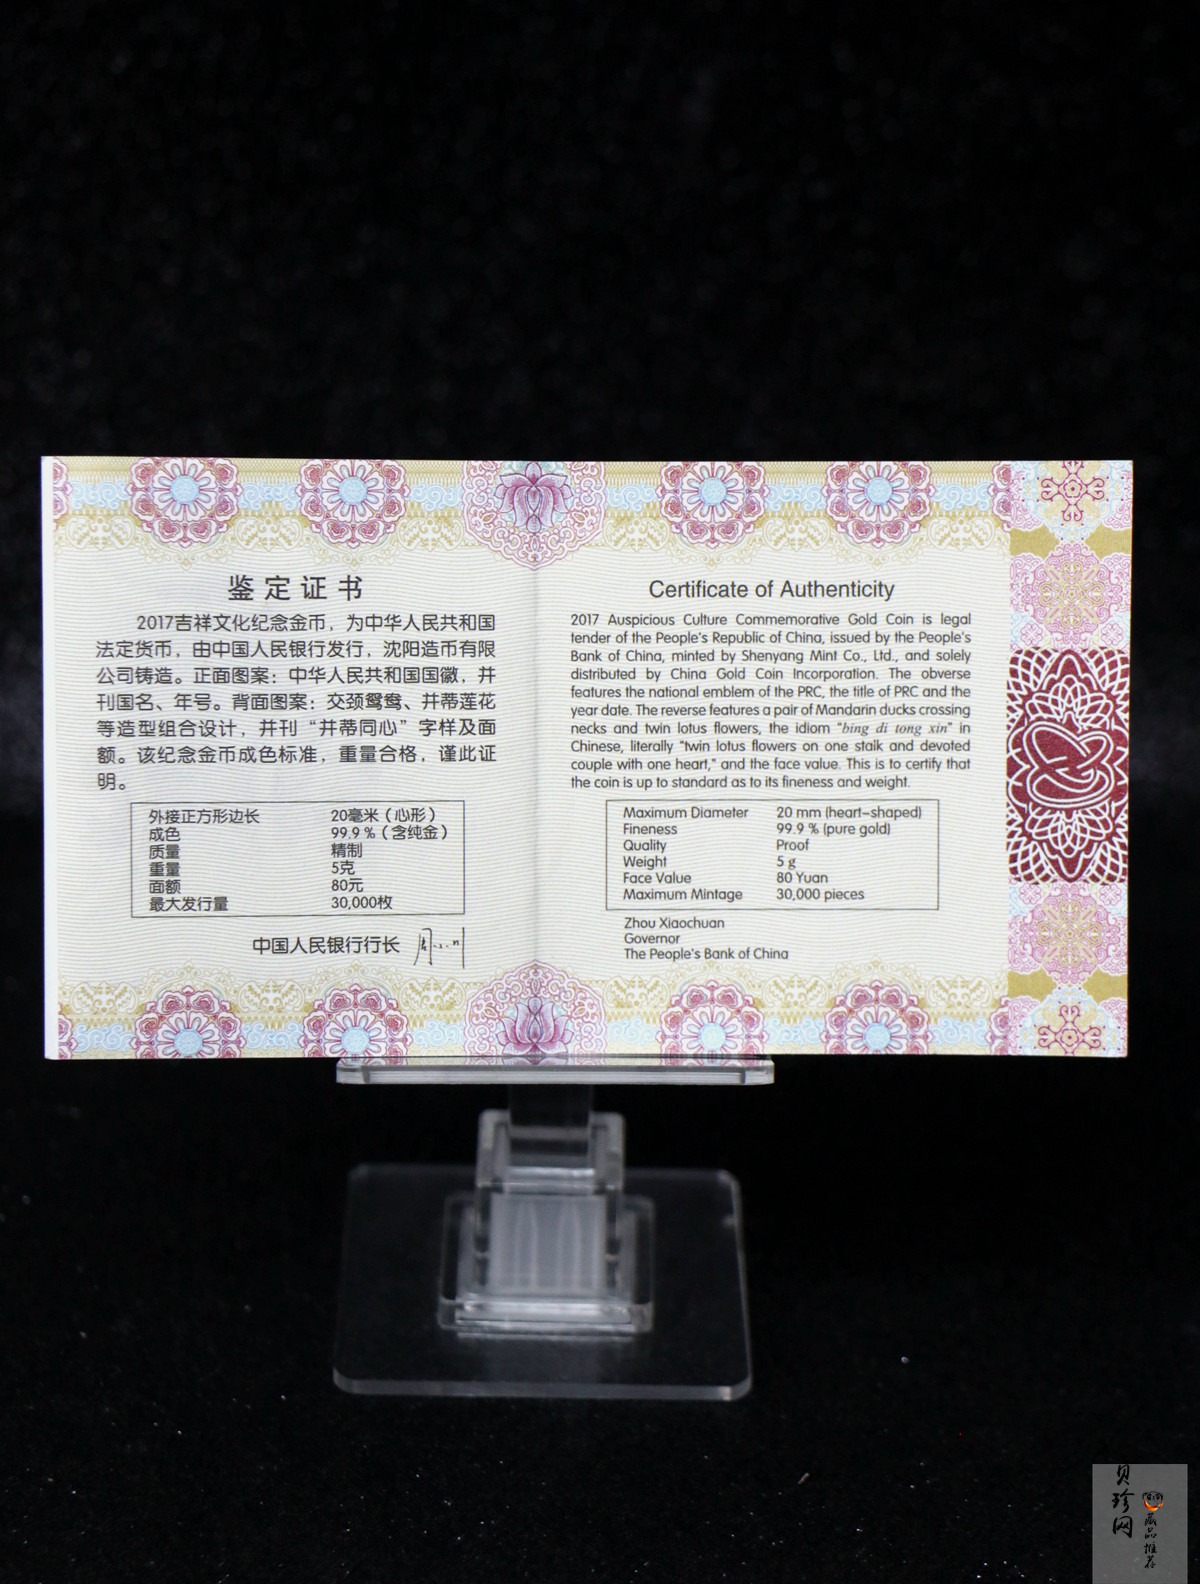 鉴定证书
2017吉祥文化纪念金币，为中华人民共和国
法定货币，由中国人民银行发行，沈阳造币有限
公司铸造。正面图案：中华人民共和国国徽，并
刊国名、年号。背面图案：交颈鸳鸯、并蒂莲花
等造型组合设计，并刊“并蒂同心”字样及面
额。该纪念金币成色标准，重量合格，谨此证
明。
外接正方形边长 20毫米（心形）
成色 99.9％（含纯金）
质量 精制
重量 5克
面额 80元
最大发行量 30,000枚
中国人民银行行长
Certificate of Authenticity
2017 Auspicious Culture Commemorative Gold Coin is legal
tender of the People's Republic of China, issued by the People's
Bank of China, minted by Shenyang Mint Co., Ltd., and solely
distributed by China Gold Coin Incorporation. The obverse
features the national emblem of the PRC, the title of PRC and the
year date. The reverse features a pair of Mandarin ducks crossing
necks and twin lotus flowers, the idiom "bing di tong xin" in
Chinese, literally "twin lotus flowers on one stalk and devoted
couple with one heart," and the face value. This is to certify that
the coin is up to standard as to its fineness and weight.
Maximum Diameter 20 mm (heart-shaped)
Fineness 99.9 % (pure gold)
Quality Proof
Weight 5 g
Face Value 80 Yuan
Maximum Mintage 30,000 pieces
Zhou Xiaochuan
Governor
The People's Bank of China
贝珍网
藏品推荐